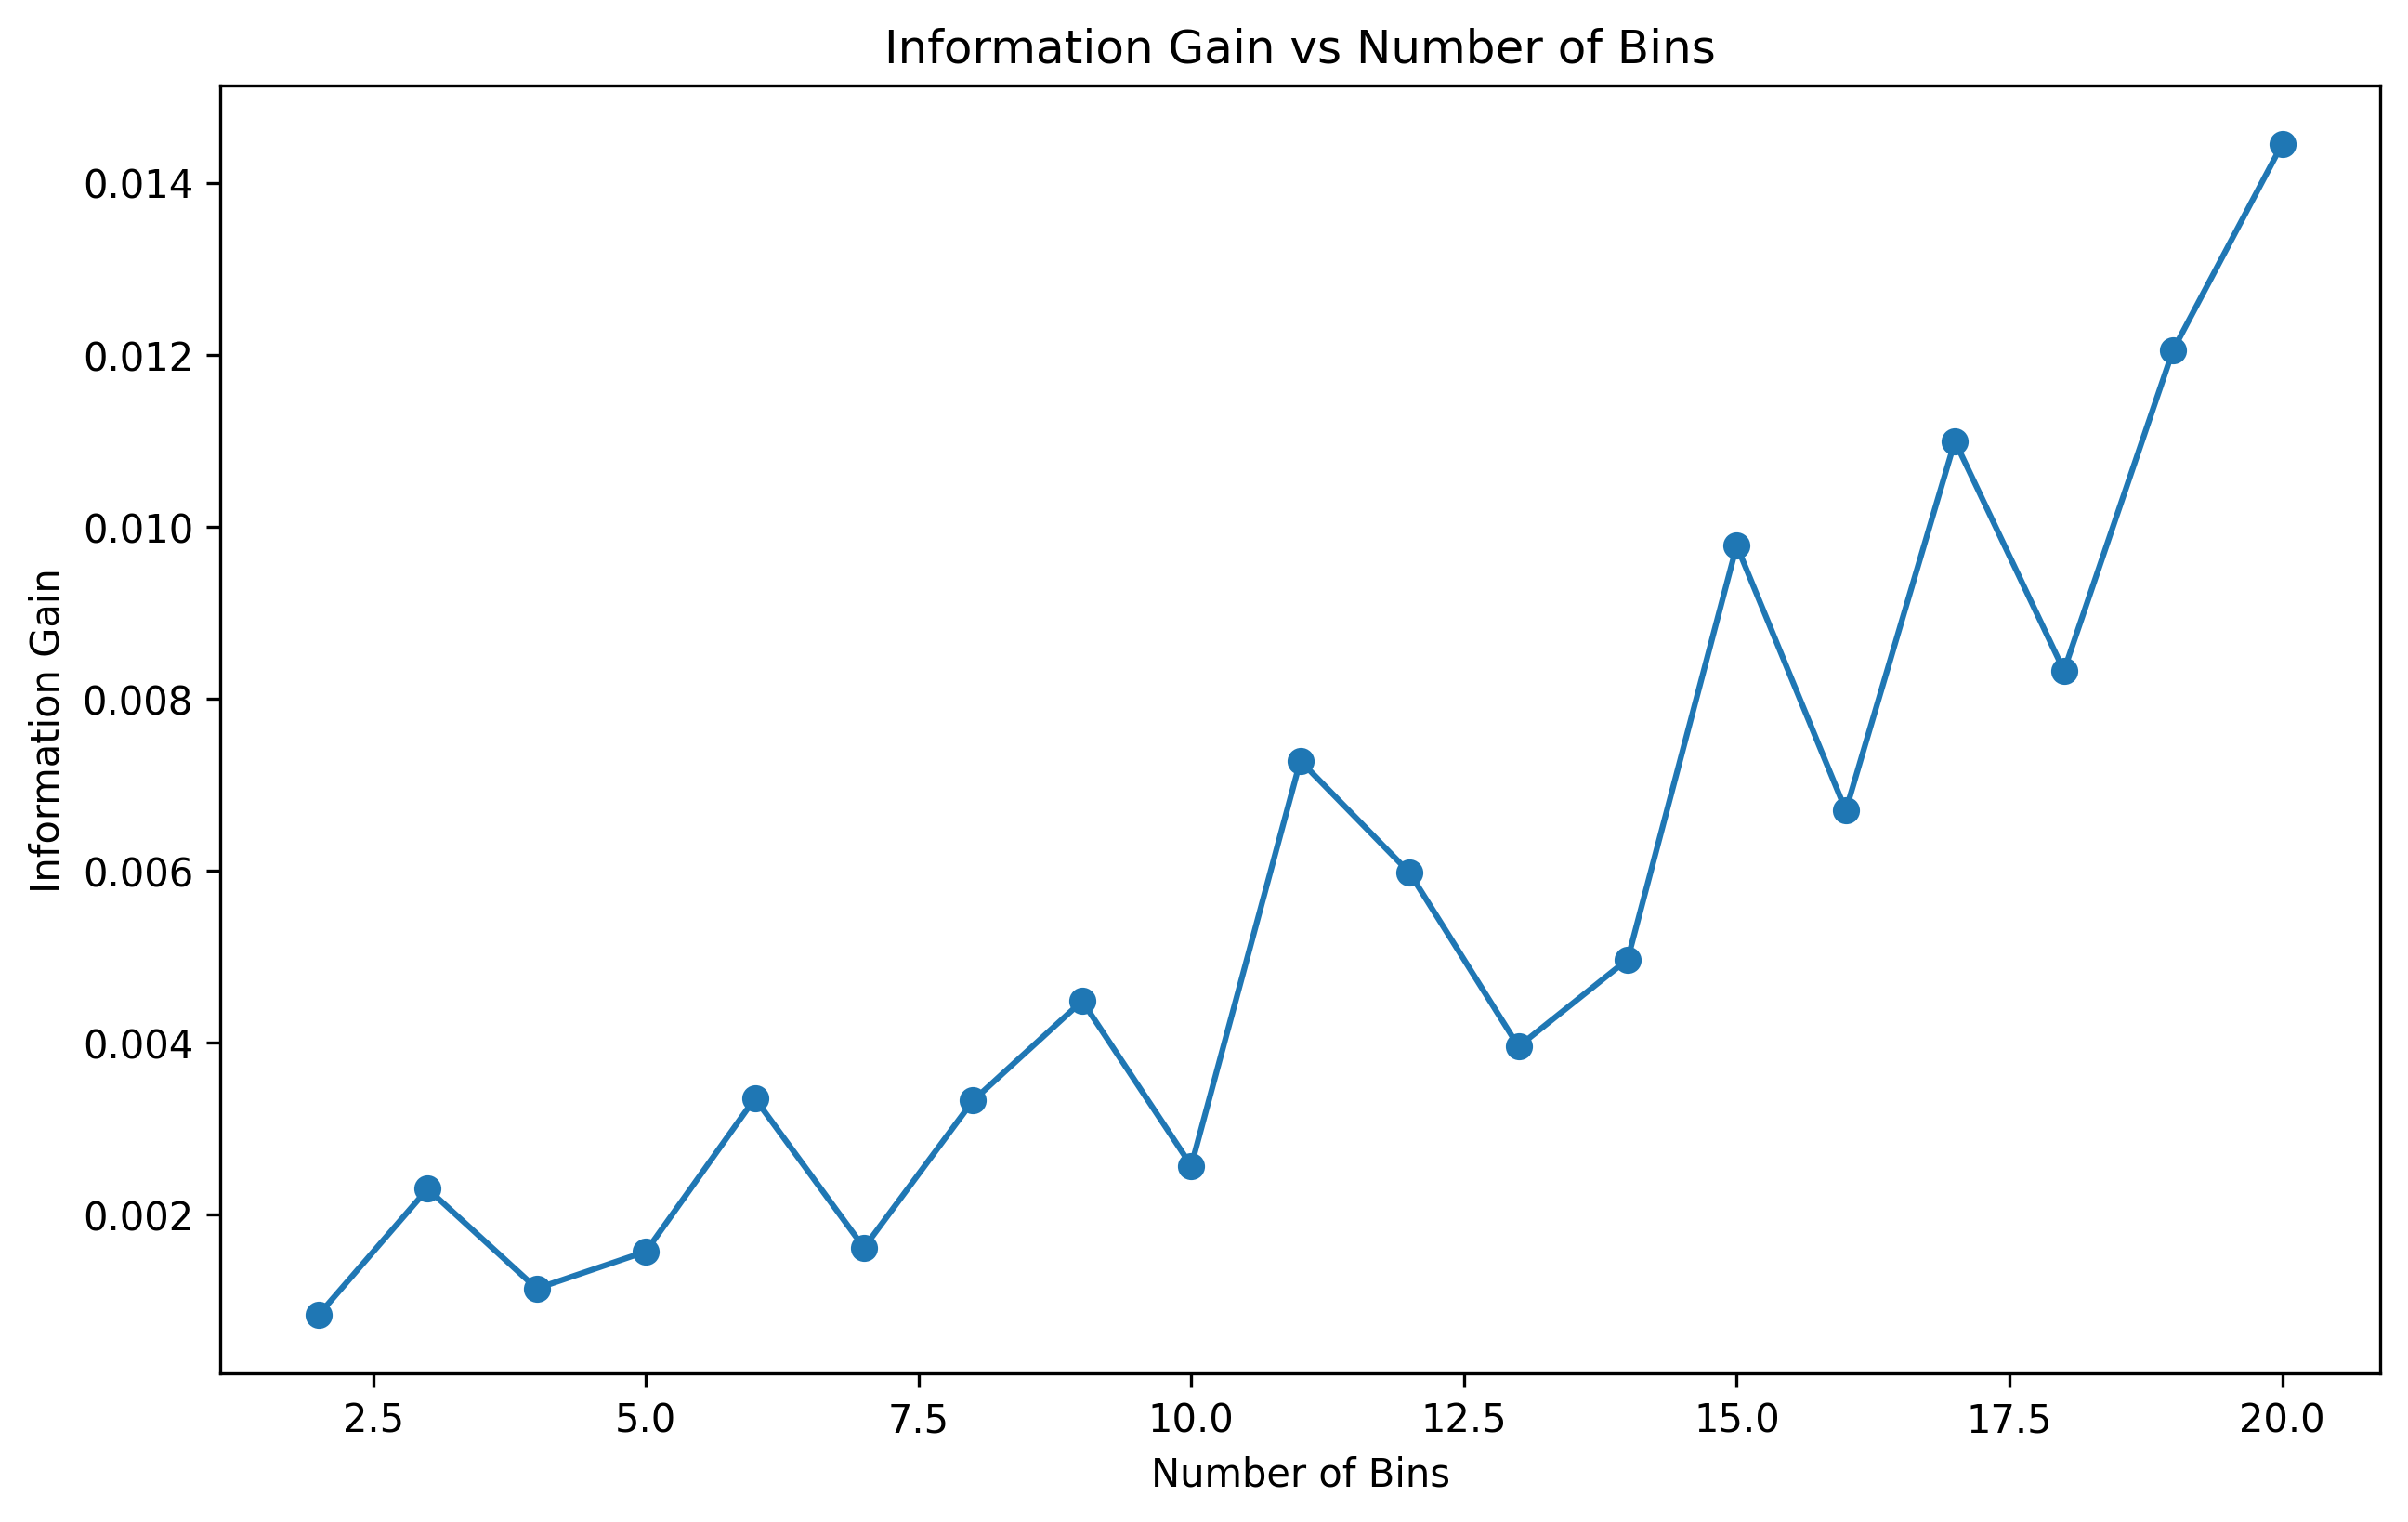 Information Gain vs Number of Bins
Information Gain
0.014
0.012
0.010
0.008
0.006
0.004
0.002
2.5 5.0 7.5 10.0 12.5 15.0 17.5 20.0
Number of Bins